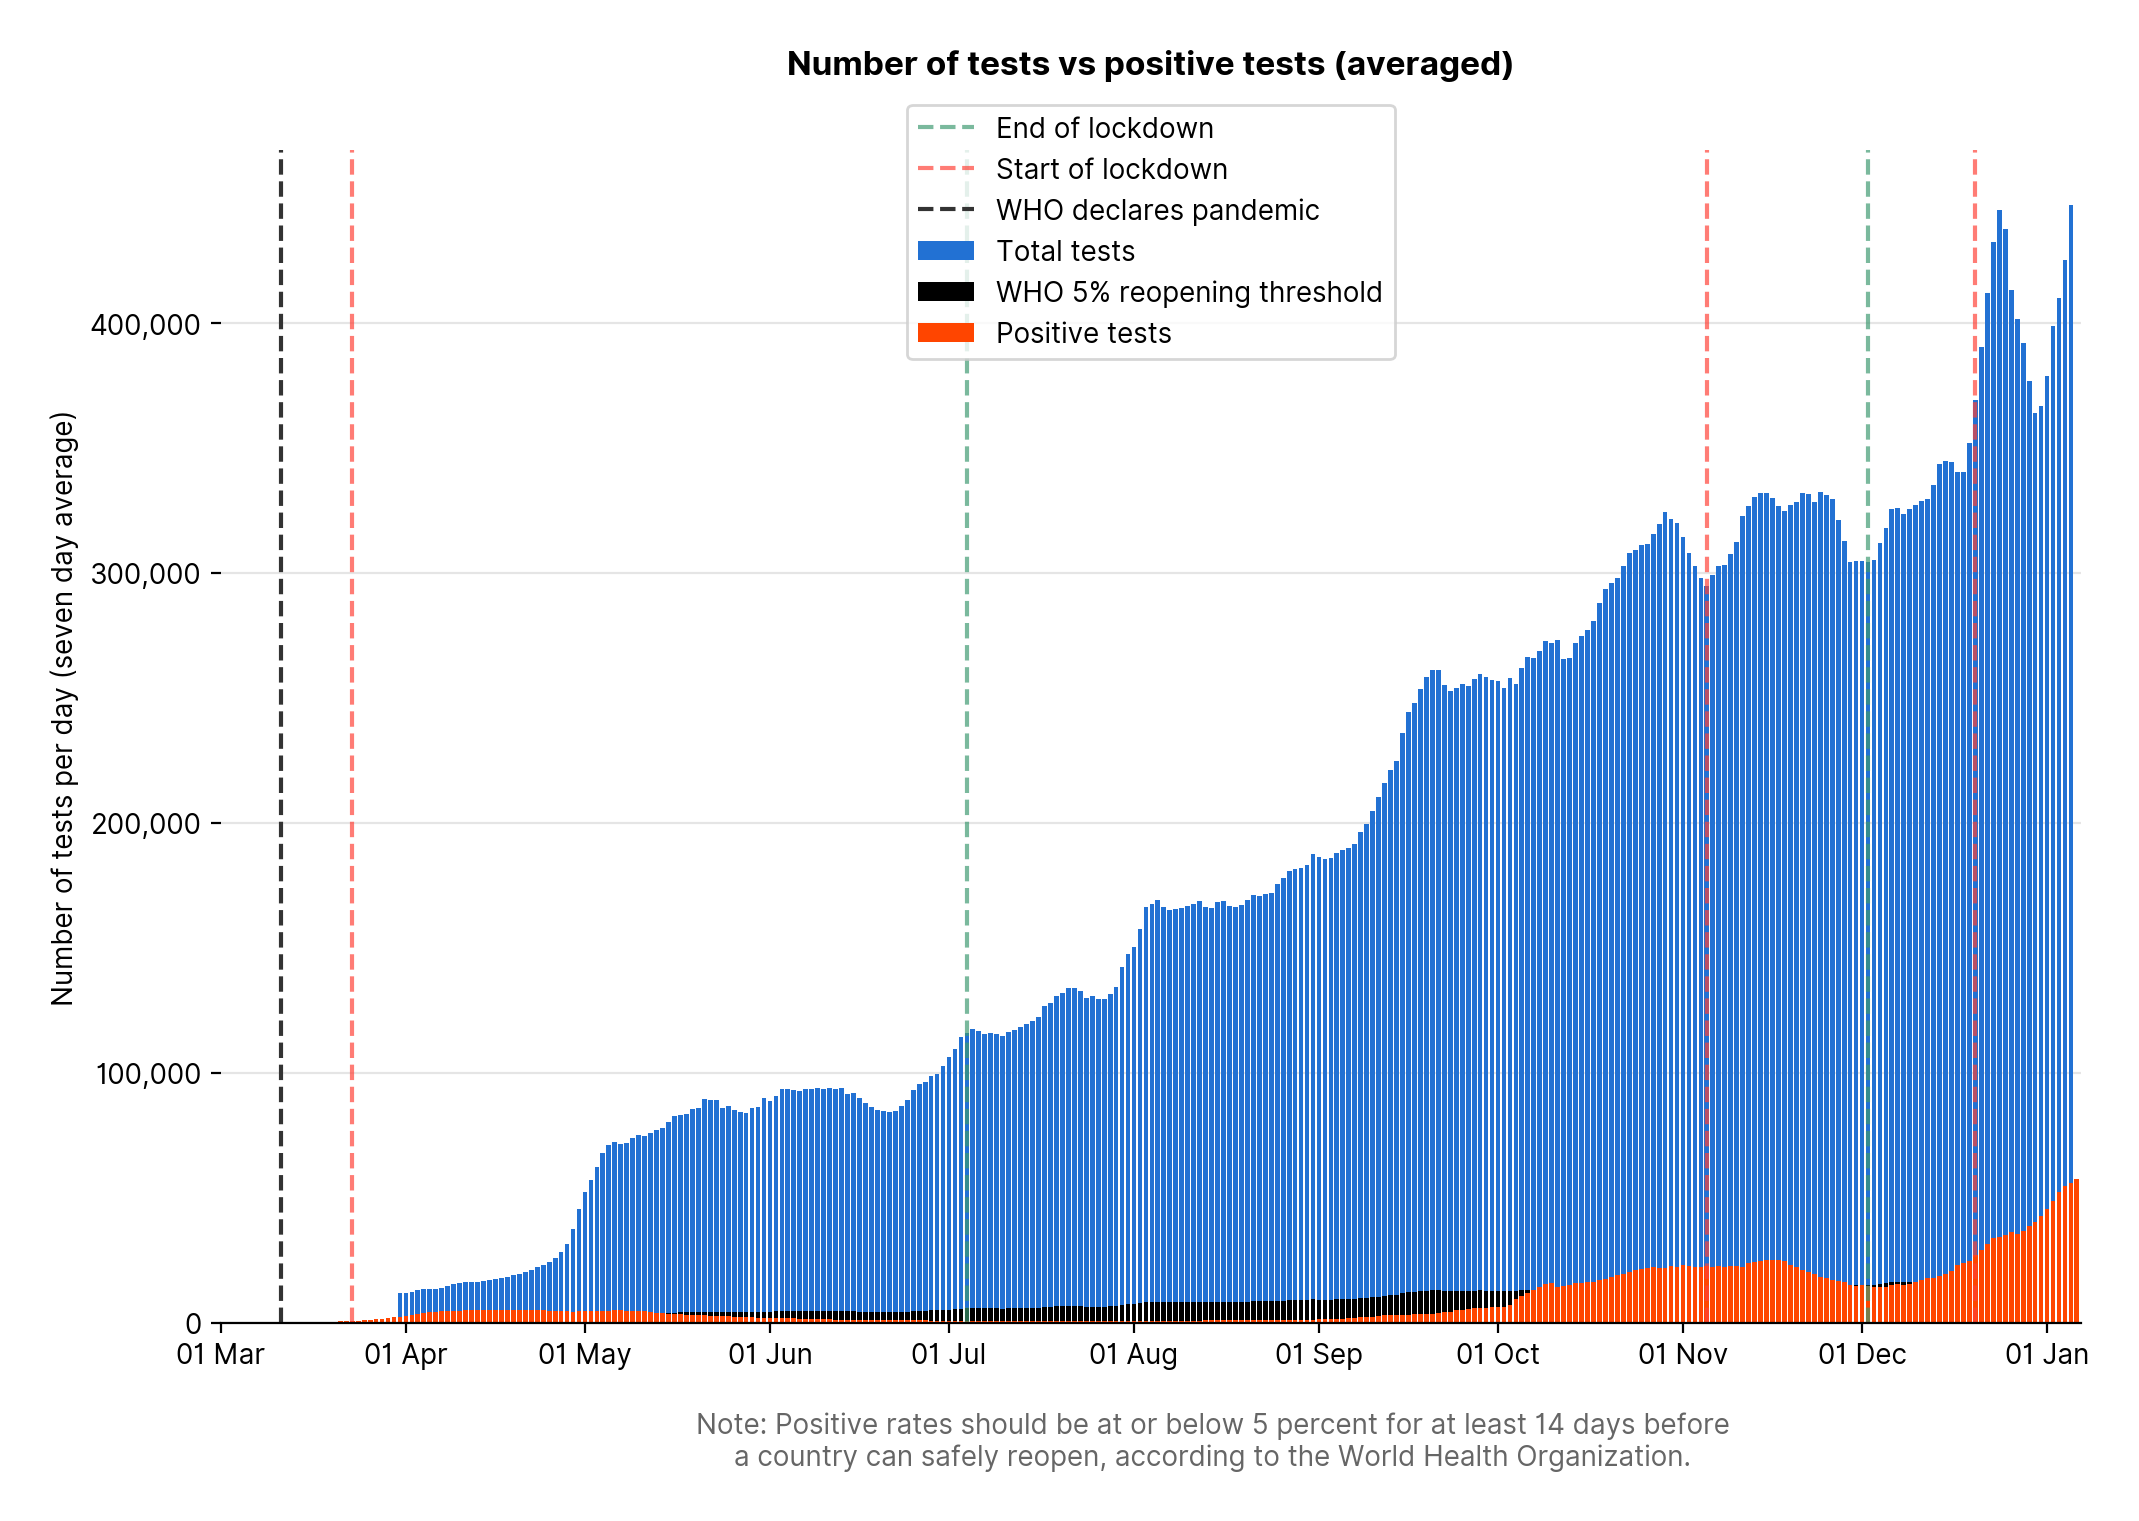 Number of tests vs positive tests (averaged)
End of lockdown
Start of lockdown
WHO declares pandemic
Total tests
WHO 5% reopening threshold
Positive tests
Number of tests per day (seven day average)
400,000
300,000
200,000
100,000
0
01 Mar
01 Apr
01 May
01 Jun
01 Jul
01 Aug
01 Sep
01 Oct
01 Nov
01 Dec
01 Jan
Note: Positive rates should be at or below 5 percent for at least 14 days before
a country can safely reopen, according to the World Health Organization.